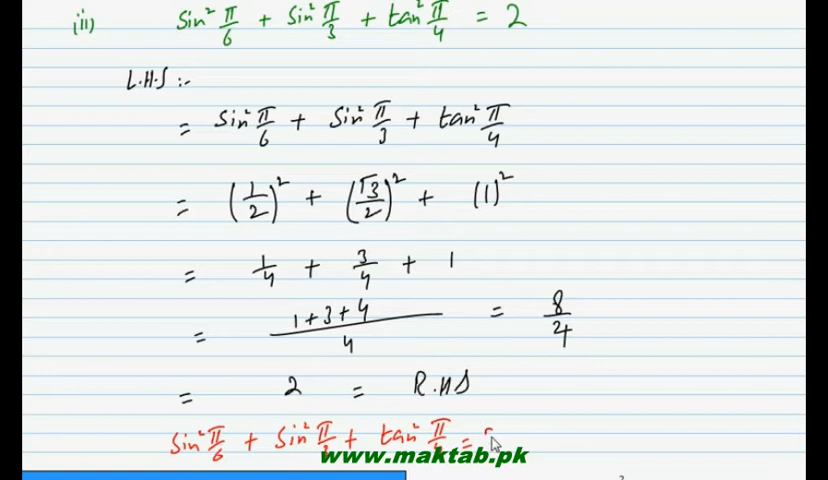 (ii) sin² π/6 + sin² π/3 + tan² π/4 = 2
L.H.S :-
= sin² π/6 + sin² π/3 + tan² π/4
= (1/2)² + (√3/2)² + (1)²
= 1/4 + 3/4 + 1
= (1+3+4)/4 = 8/4
= 2 = R.H.S
sin² π/6 + sin² π/3 + tan² π/4 =
www.maktab.pk